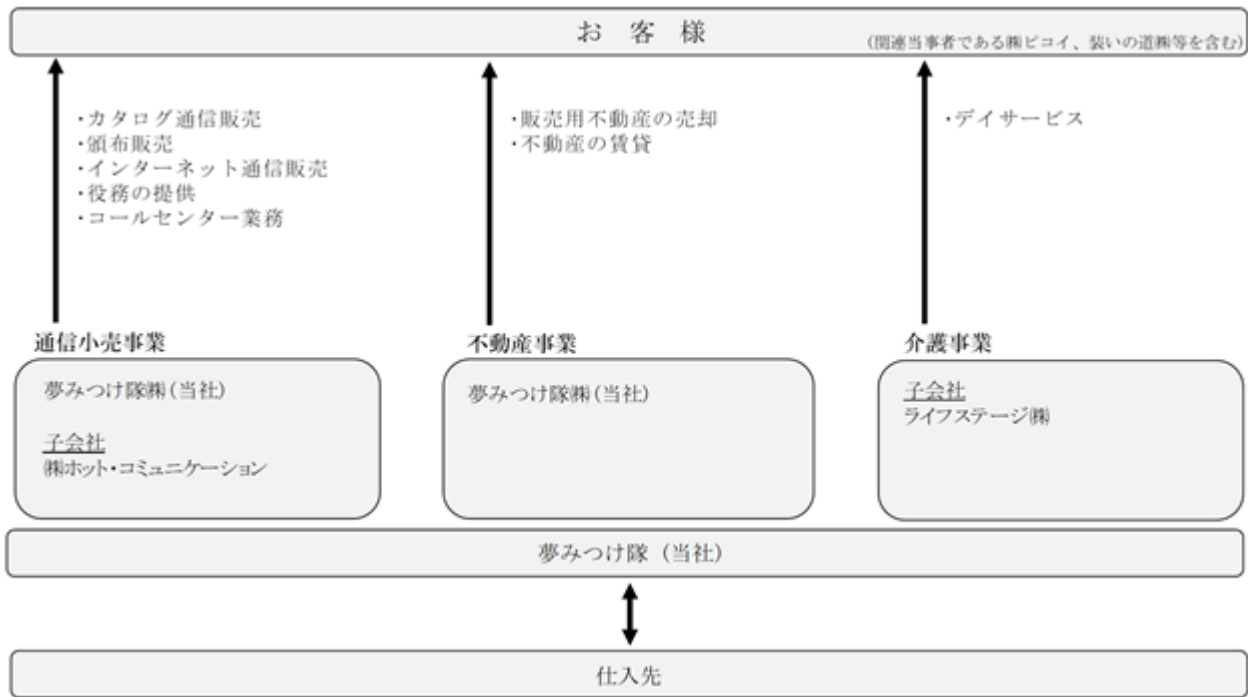 お 客 様
(関連当事者である㈱ピコイ、装いの道㈱等を含む)
・カタログ通信販売
・頒布販売
・インターネット通信販売
・役務の提供
・コールセンター業務
・販売用不動産の売却
・不動産の賃貸
・デイサービス
通信小売事業
夢みつけ隊㈱(当社)
子会社
㈱ホット・コミュニケーション
不動産事業
夢みつけ隊㈱(当社)
介護事業
子会社
ライフステージ㈱
夢みつけ隊 (当社)
仕入先